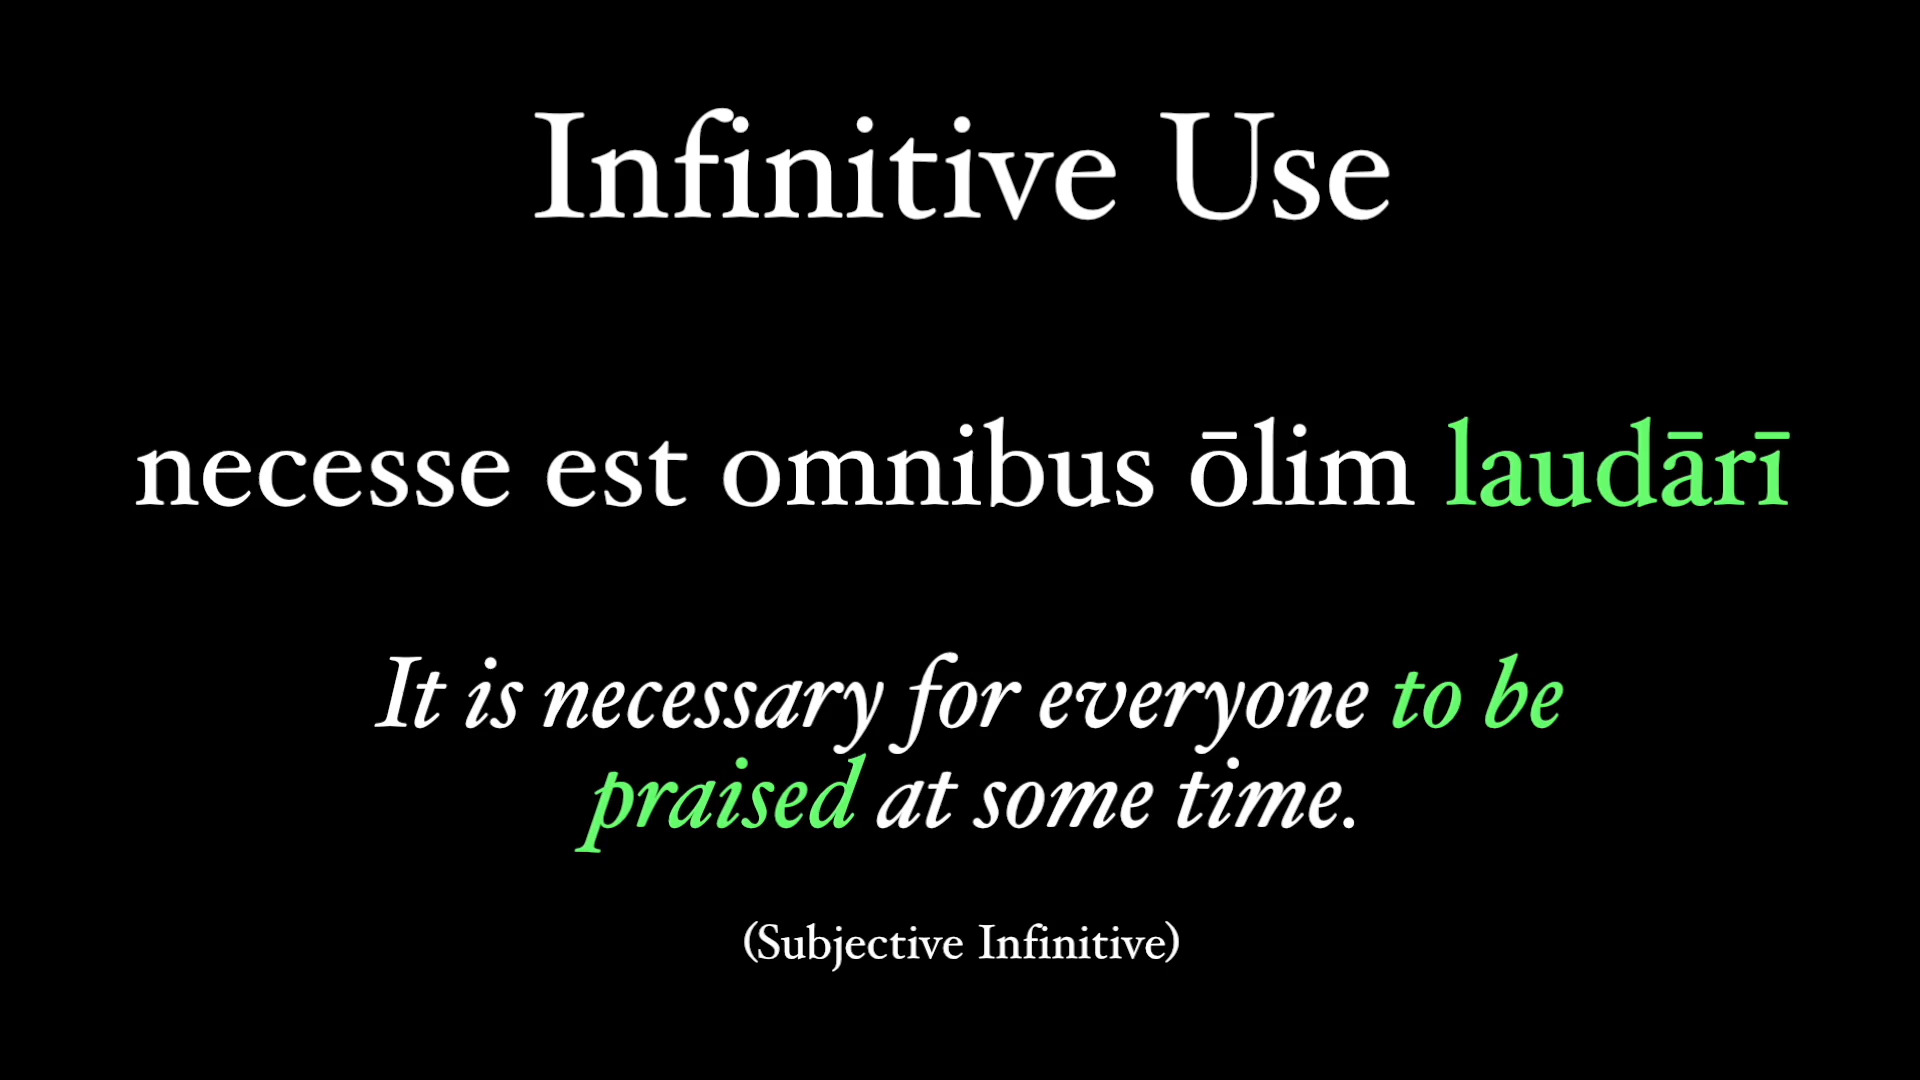 Infinitive Use
necesse est omnibus ōlim laudārī
It is necessary for everyone to be
praised at some time.
(Subjective Infinitive)